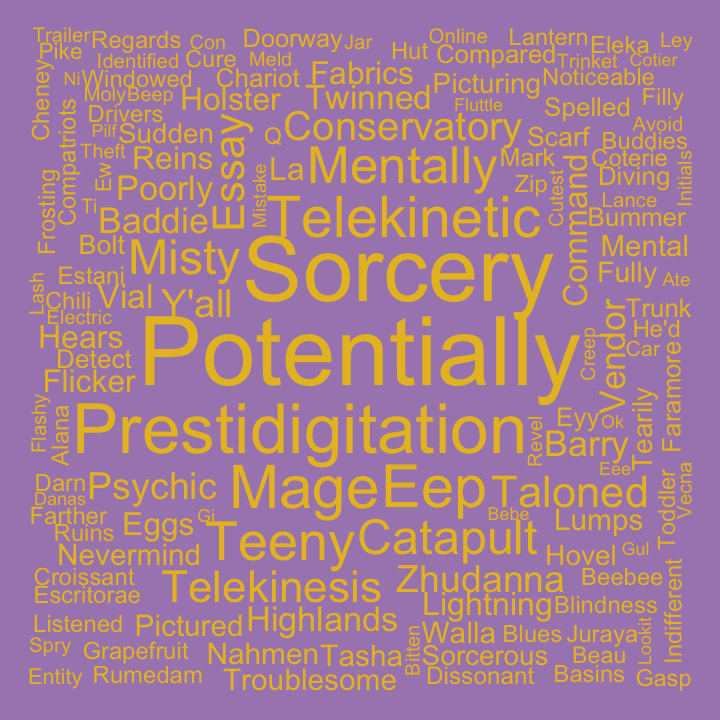 Trailer Regards Con Doorway Jar Online Lantern Eleka Ley
Pike Identified Cure Meld Hut Compared Trinket Cotier
Ni Windowed Chariot Fabrics Picturing Noticeable
Cheney MolyBeep Holster Twinned Fluttle Spelled Filly
Compatriots Drivers Sudden Q Conservatory Scarf Avoid
Pilf Theft Reins Essay La Mentally Mark Buddies
Ew Poorly Mistake Zip Coterie Diving Initials
Frosting Ti Baddie Telekinetic Cutest Lance Bummer
Bolt Misty Sorcery Command Mental
Lash Estani Vial Y'all Fully Ate
Chili Electric Trunk
Hears Potentially Creep Vendor He'd
Detect Car
Flicker Faramore
Flashy Aliana Prestidigitation Revel Eyy Ok Tearily
Barry
Darn Psychic Mage Eep Taloned Eee Vecna
Danas Toddler
Farther Eggs Gi Bebe Lumps
Ruins Teeny Catapult
Nevermind Hovel Gul
Croissant Telekinesis Zhudanna Beebee
Escritorae Lightning Blindness Indifferent
Listened Pictured Highlands Walla Blues Juraya
Spry Grapefruit Nahmen Tasha Bitten Sorcerous Beau Lookit
Entity Rumedam Troublesome Dissonant Basins Gasp